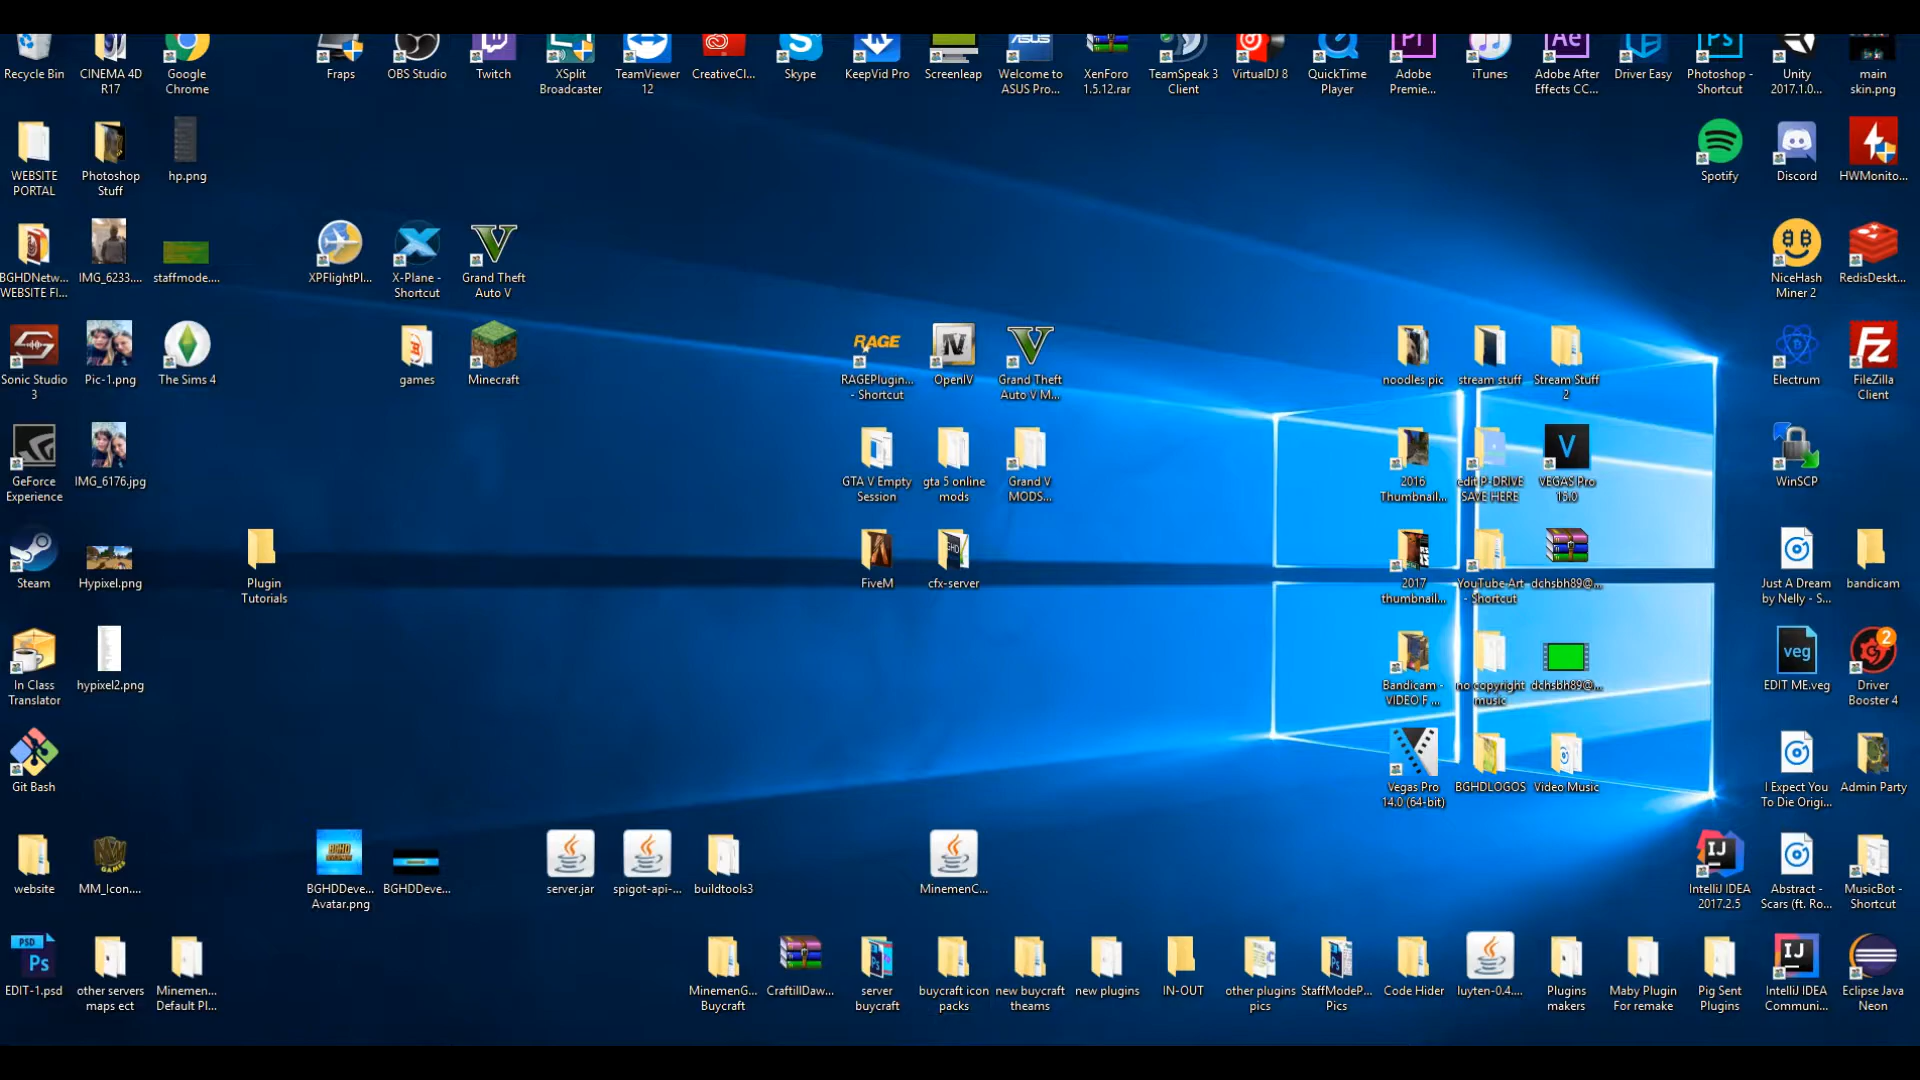 Recycle Bin
CINEMA 4D
R17
Google
Chrome
Fraps
OBS Studio
Twitch
XSplit
Broadcaster
TeamViewer
12
CreativeCl...
Skype
KeepVid Pro
Screenleap
Welcome to
ASUS Pro...
XenForo
1.5.12.rar
TeamSpeak 3
Client
VirtualDJ 8
QuickTime
Player
Adobe
Premie...
iTunes
Adobe After
Effects CC...
Driver Easy
Photoshop -
Shortcut
Unity
2017.1.0...
main
skin.png
WEBSITE
PORTAL
Photoshop
Stuff
hp.png
Spotify
Discord
HWMonito...
BGHDNetw...
WEBSITE FI...
IMG_6233....
staffmode....
XPFlightPl...
X-Plane -
Shortcut
Grand Theft
Auto V
NiceHash
Miner 2
RedisDeskt...
Sonic Studio
3
Pic-1.png
The Sims 4
games
Minecraft
RAGE
RAGEPlugin...
- Shortcut
OpenIV
Grand Theft
Auto V M...
noodles pic
stream stuff
Stream Stuff
2
Electrum
FileZilla
Client
GeForce
Experience
IMG_6176.jpg
GTA V Empty
Session
gta 5 online
mods
Grand V
MODS...
2016
Thumbnail...
edit P-DRIVE
SAVE HERE
VEGAS Pro
15.0
WinSCP
Steam
Hypixel.png
Plugin
Tutorials
FiveM
cfx-server
2017
thumbnail...
YouTube Art
- Shortcut
dchsbh89@...
Just A Dream
by Nelly - S...
bandicam
In Class
Translator
hypixel2.png
Bandicam -
VIDEO F ...
no copyright
music
dchsbh89@...
veg
EDIT ME.veg
2
Driver
Booster 4
Git Bash
Vegas Pro
14.0 (64-bit)
BGHDLOGOS
Video Music
I Expect You
To Die Origi...
Admin Party
website
MM_Icon....
BGHDDeve...
Avatar.png
BGHDDeve...
server.jar
spigot-api-...
buildtools3
MinemenC...
IJ
IntelliJ IDEA
2017.2.5
Abstract -
Scars (ft. Ro...
MusicBot -
Shortcut
PSD
Ps
EDIT-1.psd
other servers
maps ect
Minemen...
Default Pl...
MinemenG...
Buycraft
CraftillDaw...
server
buycraft
buycraft icon
packs
new buycraft
theams
new plugins
IN-OUT
other plugins
pics
StaffModeP...
Pics
Code Hider
luyten-0.4....
Plugins
makers
Maby Plugin
For remake
Pig Sent
Plugins
IJ
IntelliJ IDEA
Communi...
Eclipse Java
Neon